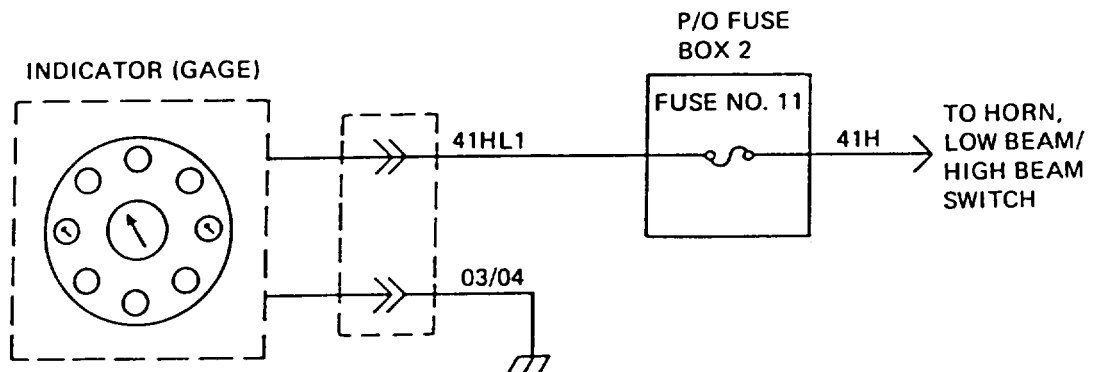 P/O FUSE
BOX 2
INDICATOR (GAGE)
FUSE NO. 11
41HL1
41H
TO HORN,
LOW BEAM/
HIGH BEAM
SWITCH
03/04